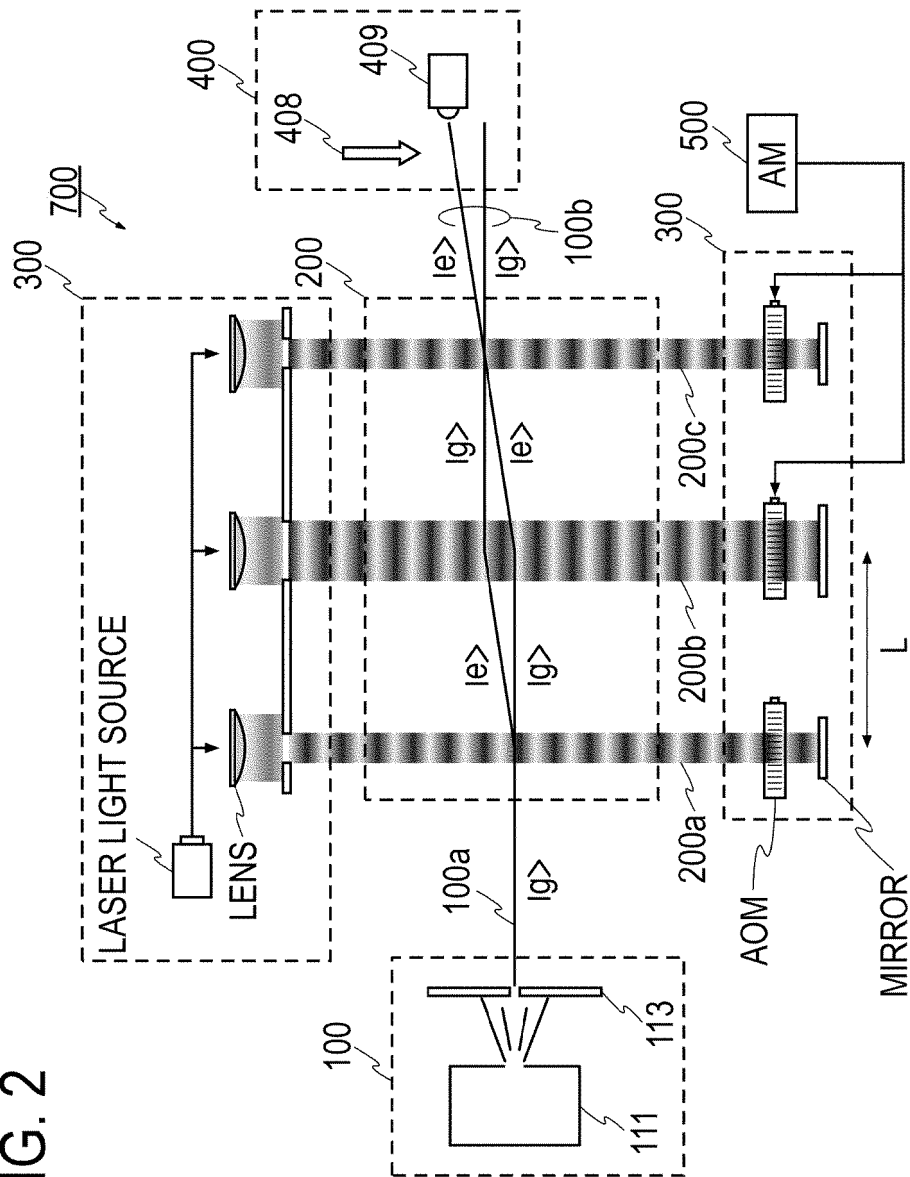 IG. 2
700
300
LASER LIGHT SOURCE
LENS
100
111
113
100a
|g>
200
|e>
|g>
|g>
|e>
|e>
|g>
100b
400
408
409
200a
200b
200c
300
500
AM
AOM
MIRROR
L